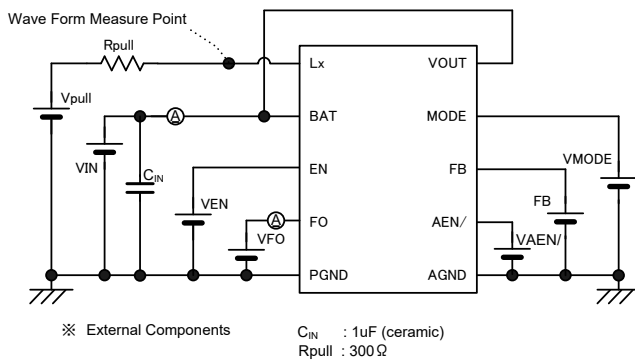 Wave Form Measure Point
Rpull
Lx
VOUT
Vpull
A
BAT
MODE
VIN
CIN
EN
FB
VMODE
VEN
A
FO
AEN/
FB
VFO
VAEN/
PGND
AGND
※ External Components
CIN : 1uF (ceramic)
Rpull : 300Ω